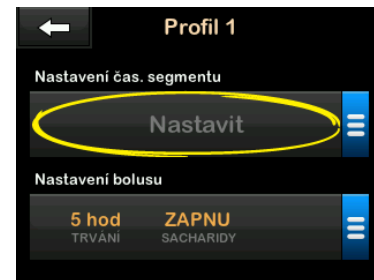 Profil 1
Nastavení čas. segmentu
Nastavit
Nastavení bolusu
5 hod ZAPNU
TRVÁNÍ SACHARIDY